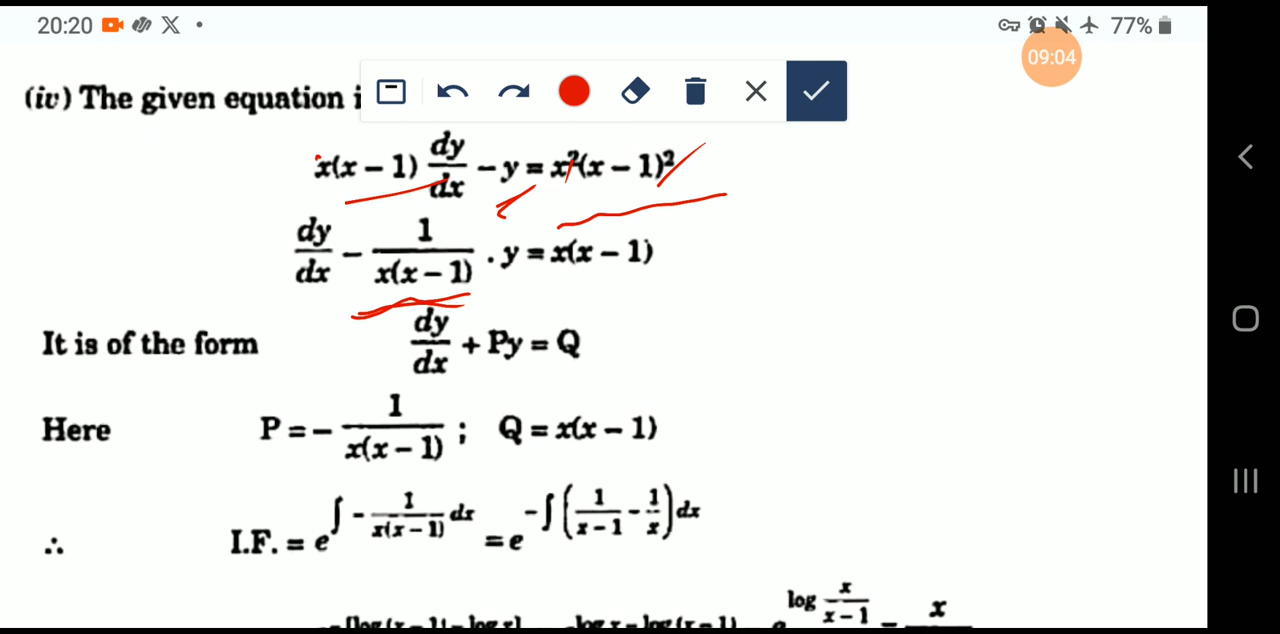 20:20 77%
09:04
(iv) The given equation i
x(x − 1) dy/dx − y = x²(x − 1)²
dy/dx − 1/x(x − 1) . y = x(x − 1)
It is of the form dy/dx + Py = Q
Here P = − 1/x(x − 1) ; Q = x(x − 1)
∴ I.F. = e^∫ − 1/x(x − 1) dx = e^−∫(1/x − 1 − 1/x)dx
log x/x − 1 = x